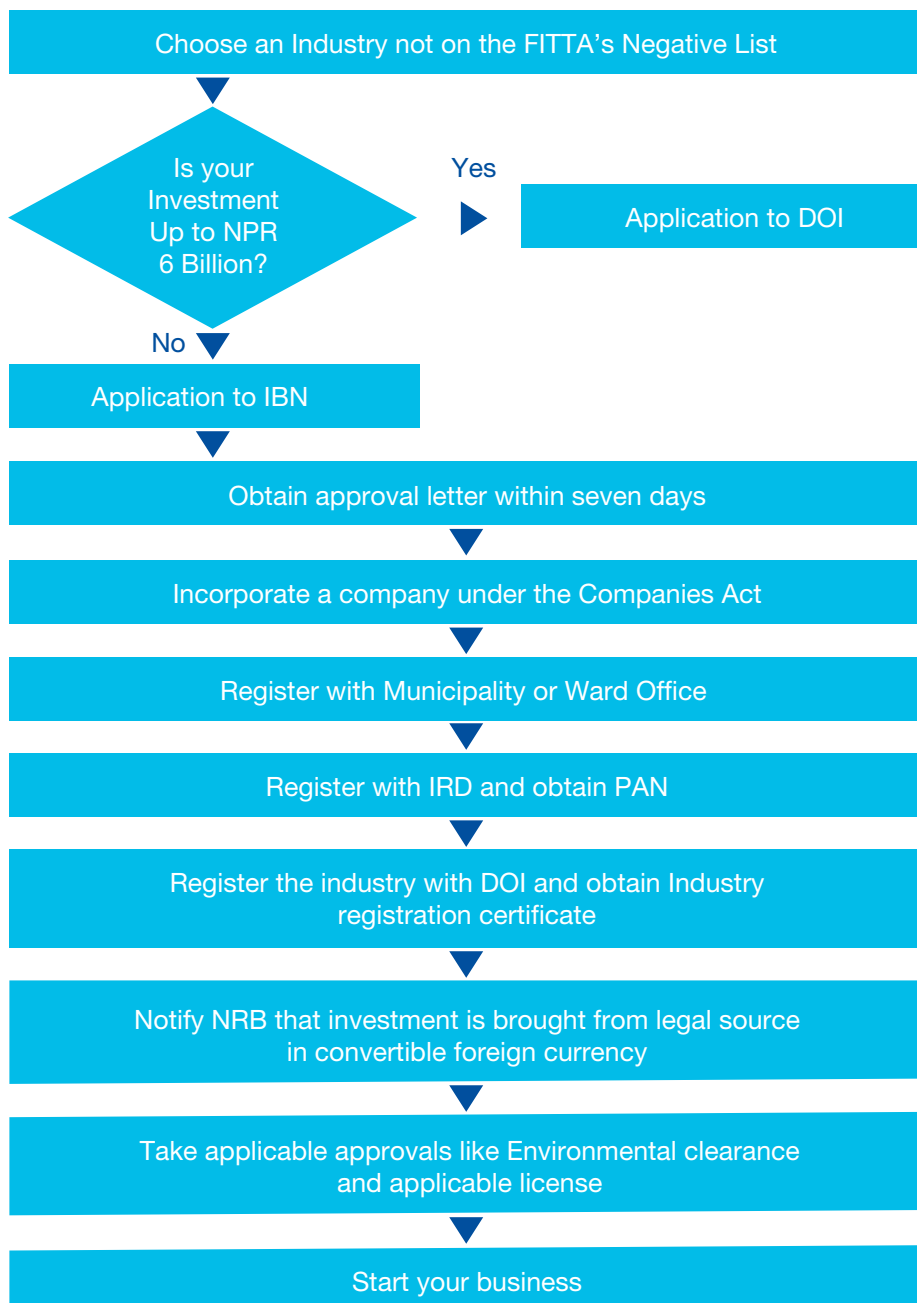 Choose an Industry not on the FITTA’s Negative List
Is your
Investment
Up to NPR
6 Billion?
Yes
Application to DOI
No
Application to IBN
Obtain approval letter within seven days
Incorporate a company under the Companies Act
Register with Municipality or Ward Office
Register with IRD and obtain PAN
Register the industry with DOI and obtain Industry
registration certificate
Notify NRB that investment is brought from legal source
in convertible foreign currency
Take applicable approvals like Environmental clearance
and applicable license
Start your business